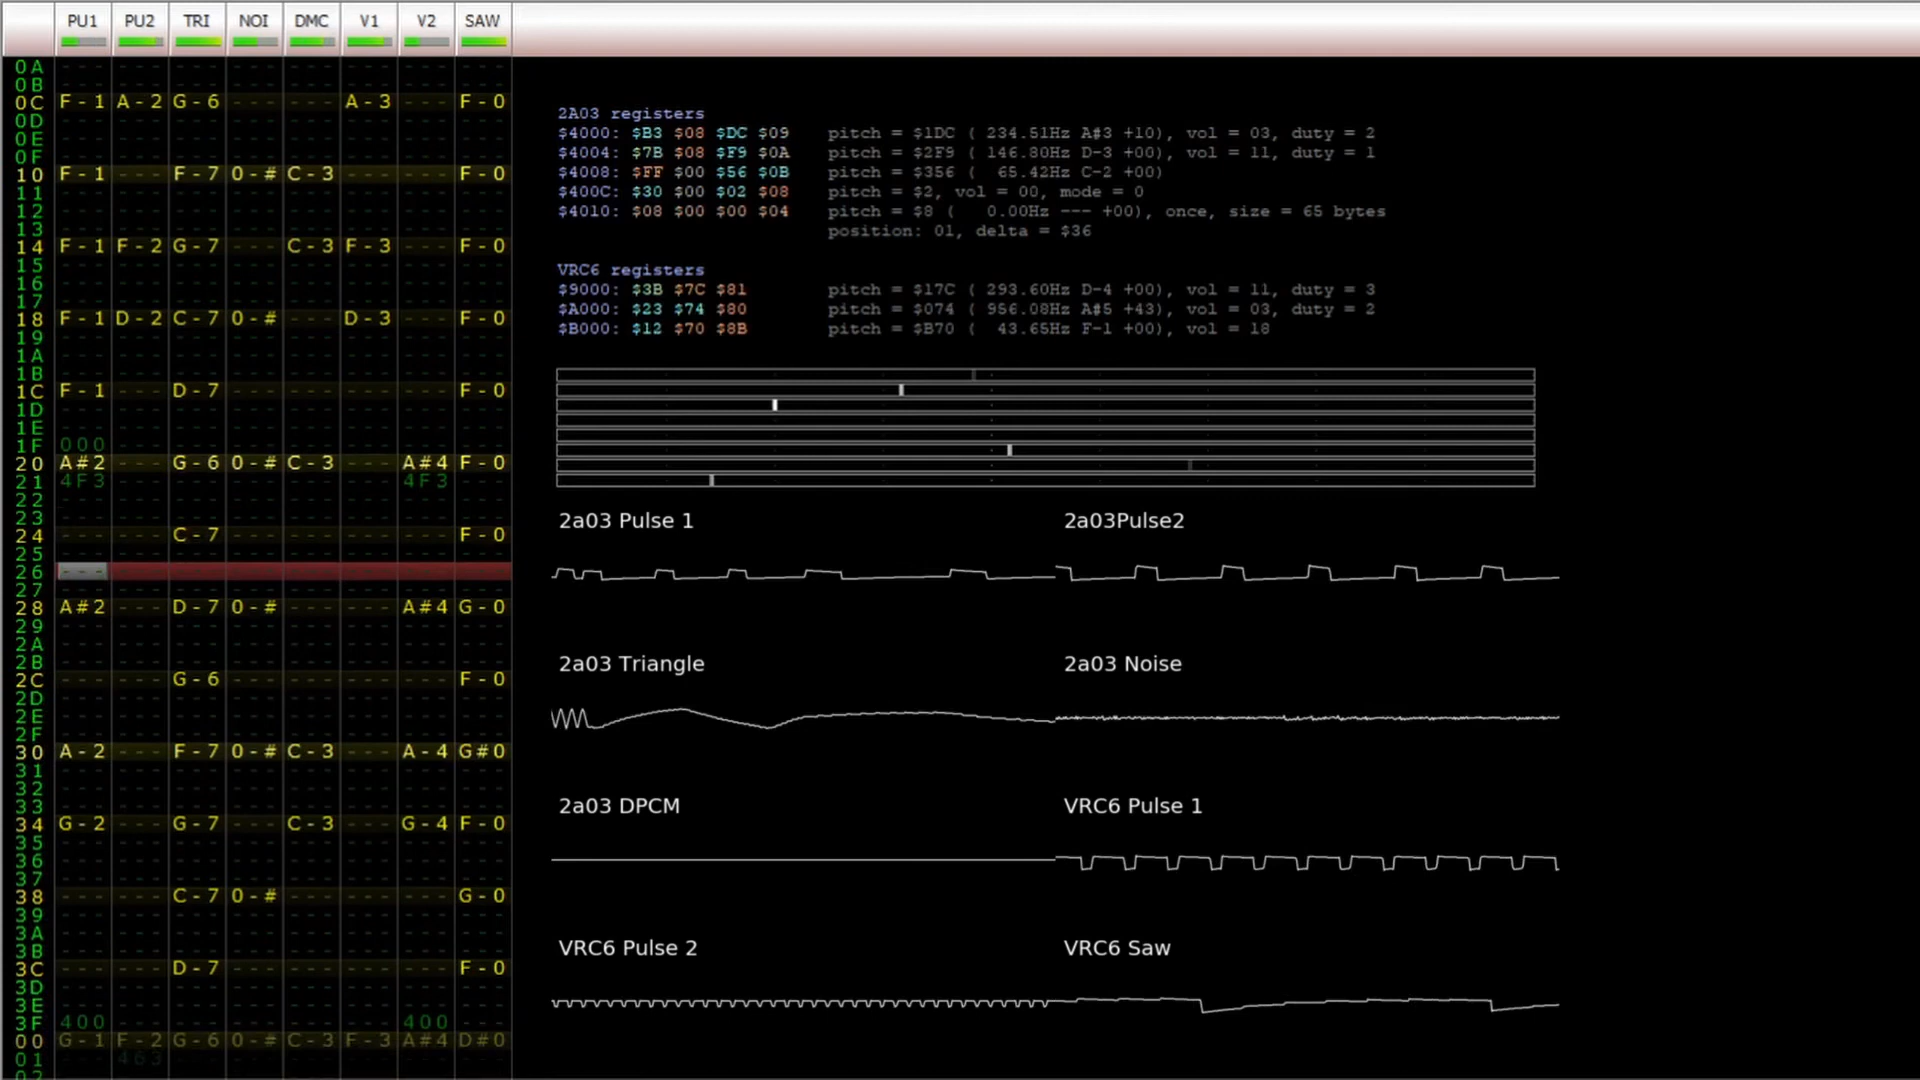 PU1 PU2 TRI NOI DMC V1 V2 SAW
0A --- --- --- --- --- --- --- ---
0B --- --- --- --- --- --- --- ---
0C F-1 A-2 G-6 --- --- A-3 --- F-0
0D --- --- --- --- --- --- --- ---
0E --- --- --- --- --- --- --- ---
0F --- --- --- --- --- --- --- ---
10 F-1 --- F-7 0-# C-3 --- --- F-0
11 --- --- --- --- --- --- --- ---
12 --- --- --- --- --- --- --- ---
13 --- --- --- --- --- --- --- ---
14 F-1 F-2 G-7 --- C-3 F-3 --- F-0
15 --- --- --- --- --- --- --- ---
16 --- --- --- --- --- --- --- ---
17 --- --- --- --- --- --- --- ---
18 F-1 D-2 C-7 0-# --- D-3 --- F-0
19 --- --- --- --- --- --- --- ---
1A --- --- --- --- --- --- --- ---
1B --- --- --- --- --- --- --- ---
1C F-1 --- D-7 --- --- --- --- F-0
1D --- --- --- --- --- --- --- ---
1E --- --- --- --- --- --- --- ---
1F 000 --- --- --- --- --- --- ---
20 A#2 --- G-6 0-# C-3 --- A#4 F-0
21 4F3 --- --- --- --- --- 4F3 ---
22 --- --- --- --- --- --- --- ---
23 --- --- --- --- --- --- --- ---
24 --- --- C-7 --- --- --- --- F-0
25 --- --- --- --- --- --- --- ---
26 ---
27 --- --- --- --- --- --- --- ---
28 A#2 --- D-7 0-# --- --- A#4 G-0
29 --- --- --- --- --- --- --- ---
2A --- --- --- --- --- --- --- ---
2B --- --- --- --- --- --- --- ---
2C --- --- G-6 --- --- --- --- F-0
2D --- --- --- --- --- --- --- ---
2E --- --- --- --- --- --- --- ---
2F --- --- --- --- --- --- --- ---
30 A-2 --- F-7 0-# C-3 --- A-4 G#0
31 --- --- --- --- --- --- --- ---
32 --- --- --- --- --- --- --- ---
33 --- --- --- --- --- --- --- ---
34 G-2 --- G-7 --- C-3 --- G-4 F-0
35 --- --- --- --- --- --- --- ---
36 --- --- --- --- --- --- --- ---
37 --- --- --- --- --- --- --- ---
38 --- --- C-7 0-# --- --- --- G-0
39 --- --- --- --- --- --- --- ---
3A --- --- --- --- --- --- --- ---
3B --- --- --- --- --- --- --- ---
3C --- --- D-7 --- --- --- --- F-0
3D --- --- --- --- --- --- --- ---
3E --- --- --- --- --- --- --- ---
3F 400 --- --- --- --- --- 400 ---
00 G-1 F-2 G-6 0-# C-3 F-3 A#4 D#0
01 --- 463 --- --- --- --- --- ---
02
2A03 registers
$4000: $B3 $08 $DC $09 pitch = $1DC ( 234.51Hz A#3 +10), vol = 03, duty = 2
$4004: $7B $08 $F9 $0A pitch = $2F9 ( 146.80Hz D-3 +00), vol = 11, duty = 1
$4008: $FF $00 $56 $0B pitch = $356 ( 65.42Hz C-2 +00)
$400C: $30 $00 $02 $08 pitch = $2, vol = 00, mode = 0
$4010: $08 $00 $00 $04 pitch = $8 ( 0.00Hz --- +00), once, size = 65 bytes
position: 01, delta = $36
VRC6 registers
$9000: $3B $7C $81 pitch = $17C ( 293.60Hz D-4 +00), vol = 11, duty = 3
$A000: $23 $74 $80 pitch = $074 ( 956.08Hz A#5 +43), vol = 03, duty = 2
$B000: $12 $70 $8B pitch = $B70 ( 43.65Hz F-1 +00), vol = 18
2a03 Pulse 1
2a03Pulse2
2a03 Triangle
2a03 Noise
2a03 DPCM
VRC6 Pulse 1
VRC6 Pulse 2
VRC6 Saw